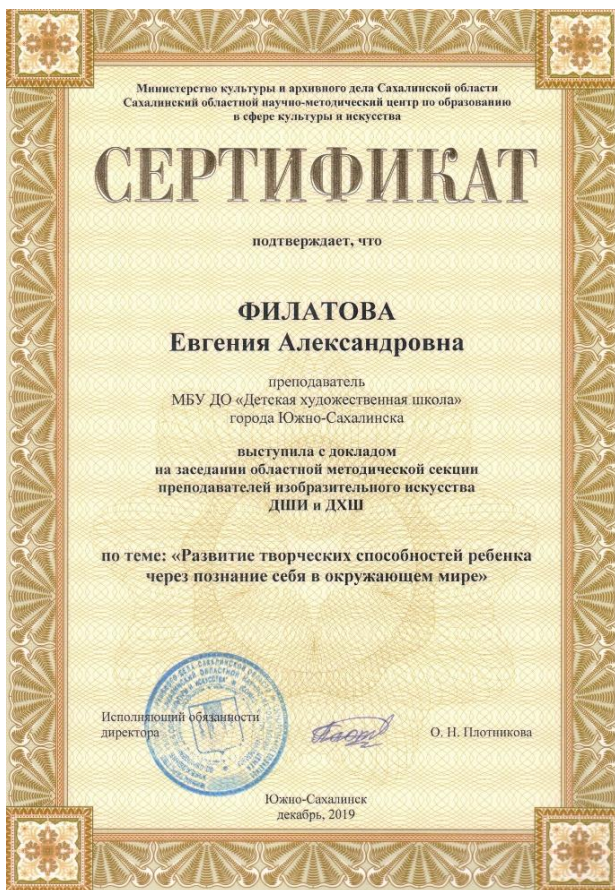 Министерство культуры и архивного дела Сахалинской области
Сахалинский областной научно-методический центр по образованию
в сфере культуры и искусства
СЕРТИФИКАТ
подтверждает, что
ФИЛАТОВА
Евгения Александровна
преподаватель
МБУ ДО «Детская художественная школа»
города Южно-Сахалинска
выступила с докладом
на заседании областной методической секции
преподавателей изобразительного искусства
ДШИ и ДХШ
по теме: «Развитие творческих способностей ребенка
через познание себя в окружающем мире»
Исполняющий обязанности
директора
О. Н. Плотникова
Южно-Сахалинск
декабрь, 2019